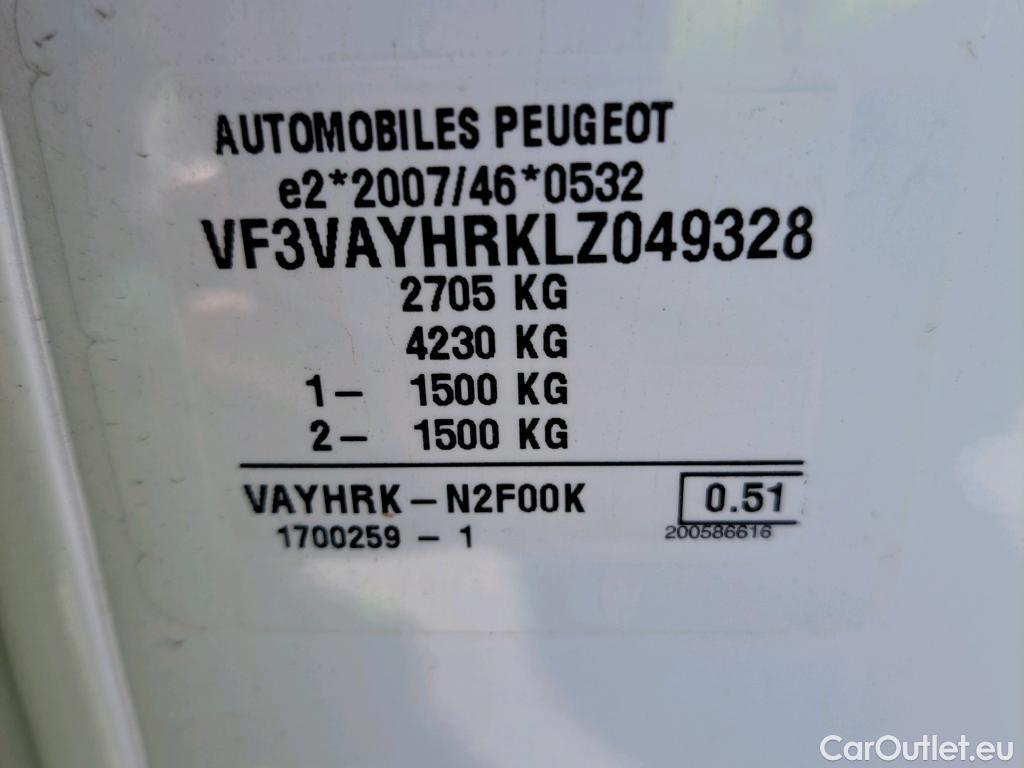 AUTOMOBILES PEUGEOT
e2*2007/46*0532
VF3VAYHRKLZ049328
2705 KG
4230 KG
1- 1500 KG
2- 1500 KG
VAYHRK-N2F00K 0.51
1700259-1 200586616
CarOutlet.eu